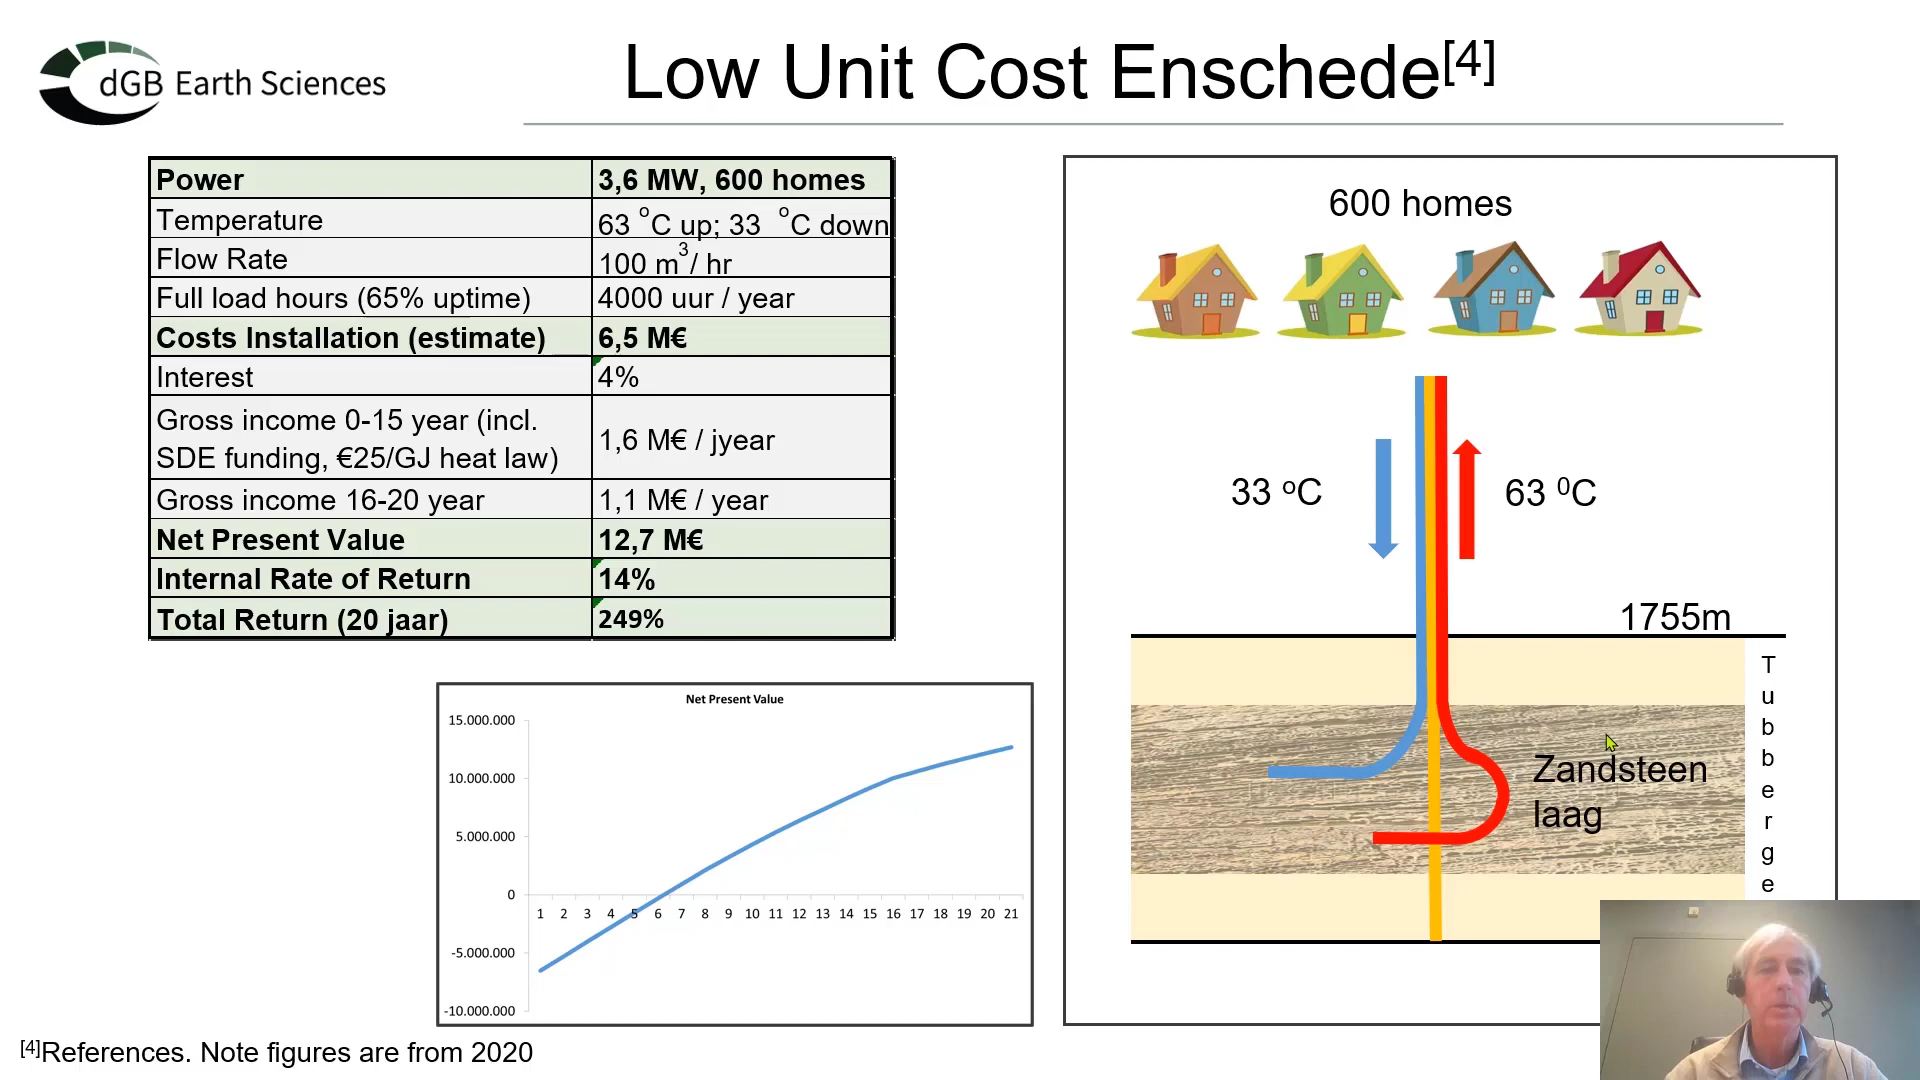 dGB Earth Sciences
Low Unit Cost Enschede[4]
Power 3,6 MW, 600 homes
Temperature 63 °C up; 33 °C down
Flow Rate 100 m³/ hr
Full load hours (65% uptime) 4000 uur / year
Costs Installation (estimate) 6,5 M€
Interest 4%
Gross income 0-15 year (incl.
SDE funding, €25/GJ heat law) 1,6 M€ / jyear
Gross income 16-20 year 1,1 M€ / year
Net Present Value 12,7 M€
Internal Rate of Return 14%
Total Return (20 jaar) 249%
Net Present Value
15.000.000
10.000.000
5.000.000
0
1 2 3 4 5 6 7 8 9 10 11 12 13 14 15 16 17 18 19 20 21
-5.000.000
-10.000.000
600 homes
33 ºC
63 ⁰C
1755m
Zandsteen
laag
T
u
b
b
e
r
g
e
[4]References. Note figures are from 2020